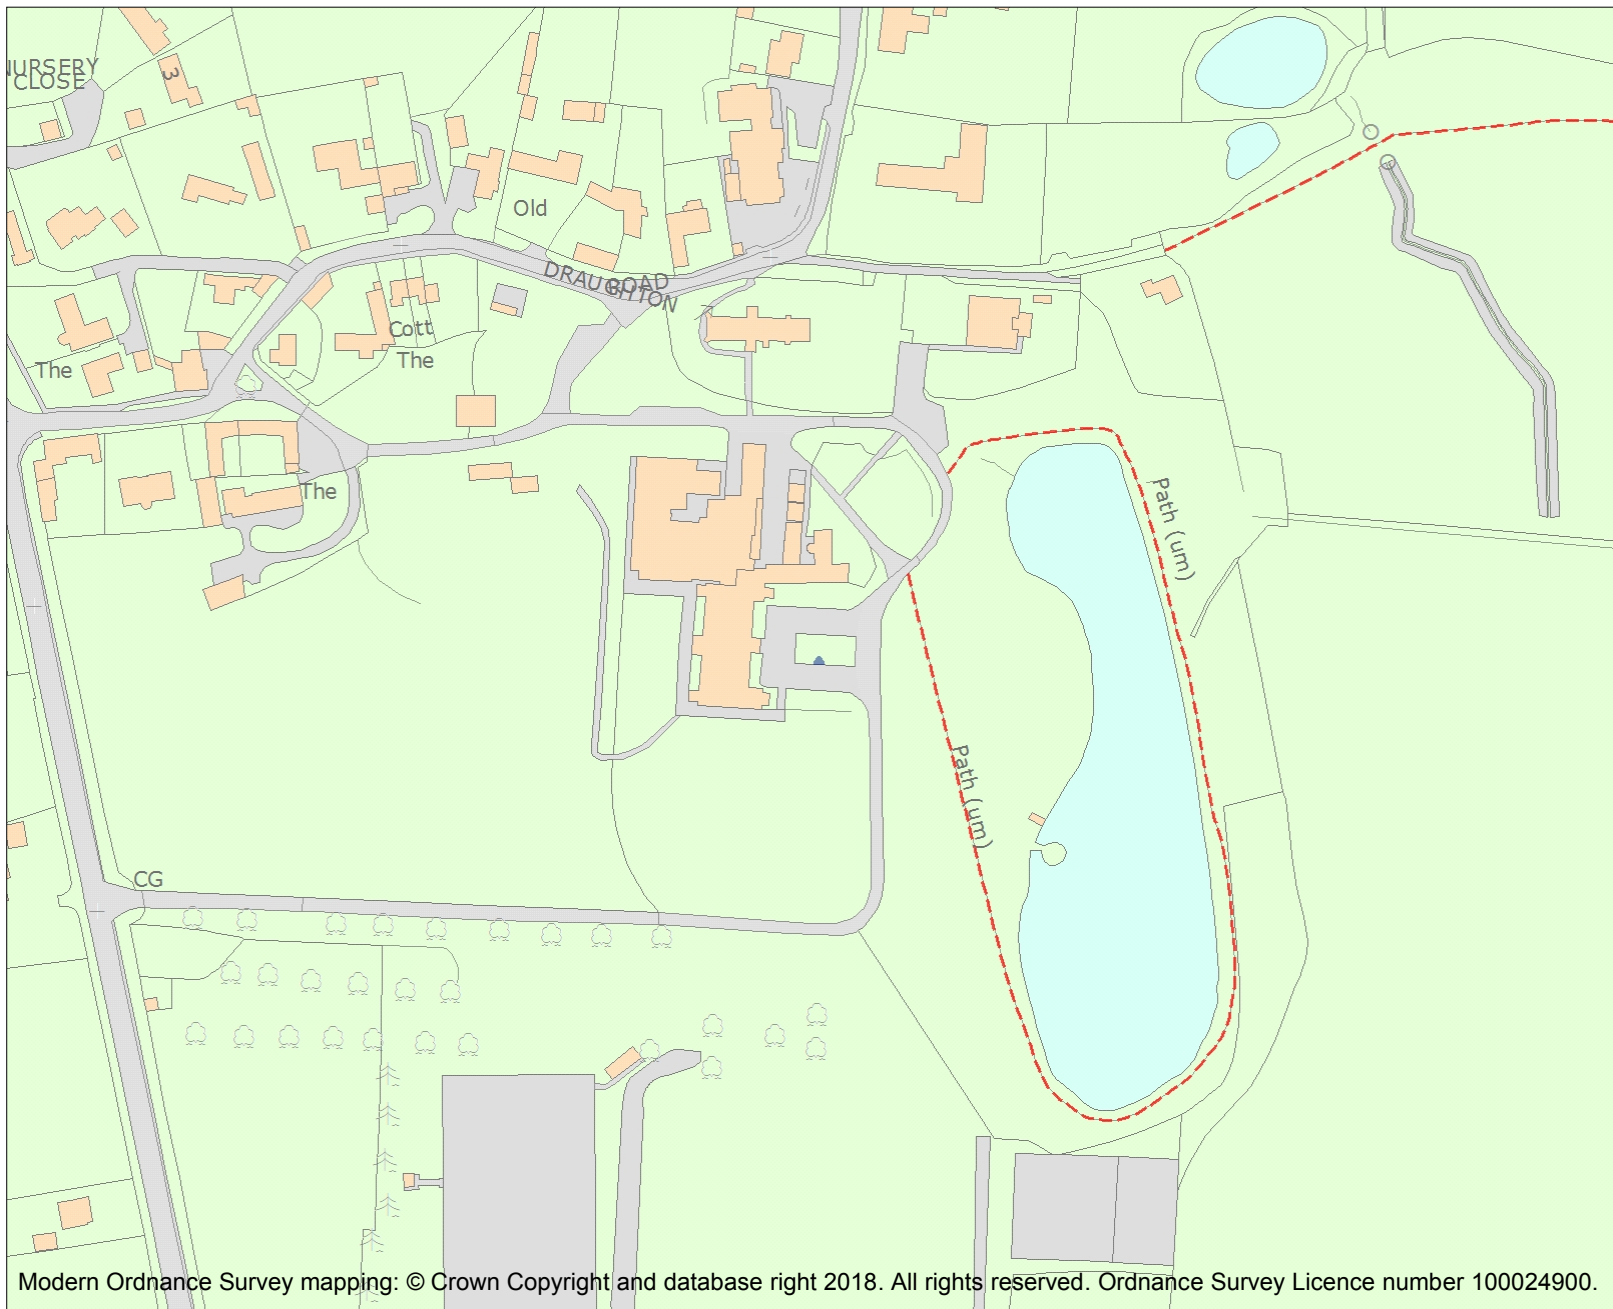 NURSERY
CLOSE
3
Old
DRAUGHTON
ROAD
Cott
The
The
The
Path (um)
Path (um)
CG
Modern Ordnance Survey mapping: © Crown Copyright and database right 2018. All rights reserved. Ordnance Survey Licence number 100024900.